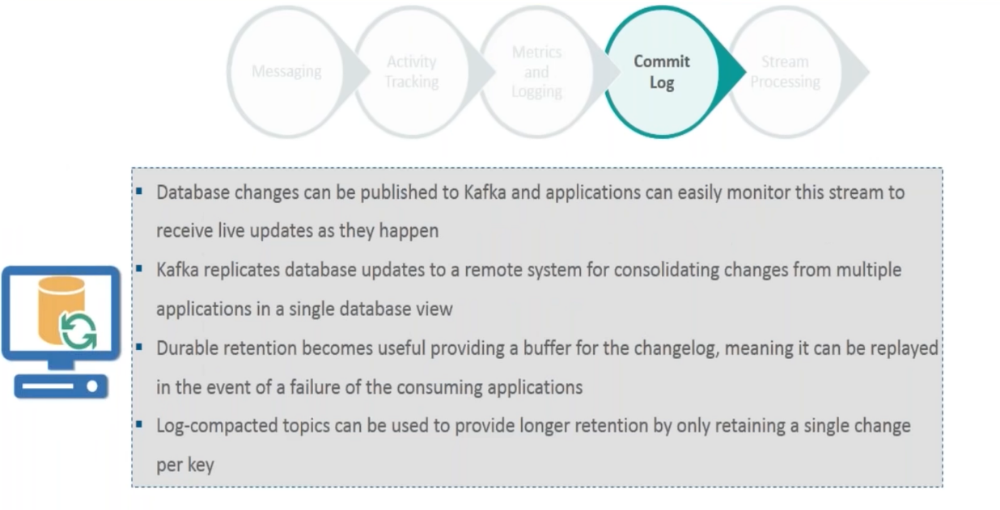 Messaging
Activity
Tracking
Metrics
and
Logging
Commit
Log
Stream
Processing
▪ Database changes can be published to Kafka and applications can easily monitor this stream to
receive live updates as they happen
▪ Kafka replicates database updates to a remote system for consolidating changes from multiple
applications in a single database view
▪ Durable retention becomes useful providing a buffer for the changelog, meaning it can be replayed
in the event of a failure of the consuming applications
▪ Log-compacted topics can be used to provide longer retention by only retaining a single change
per key